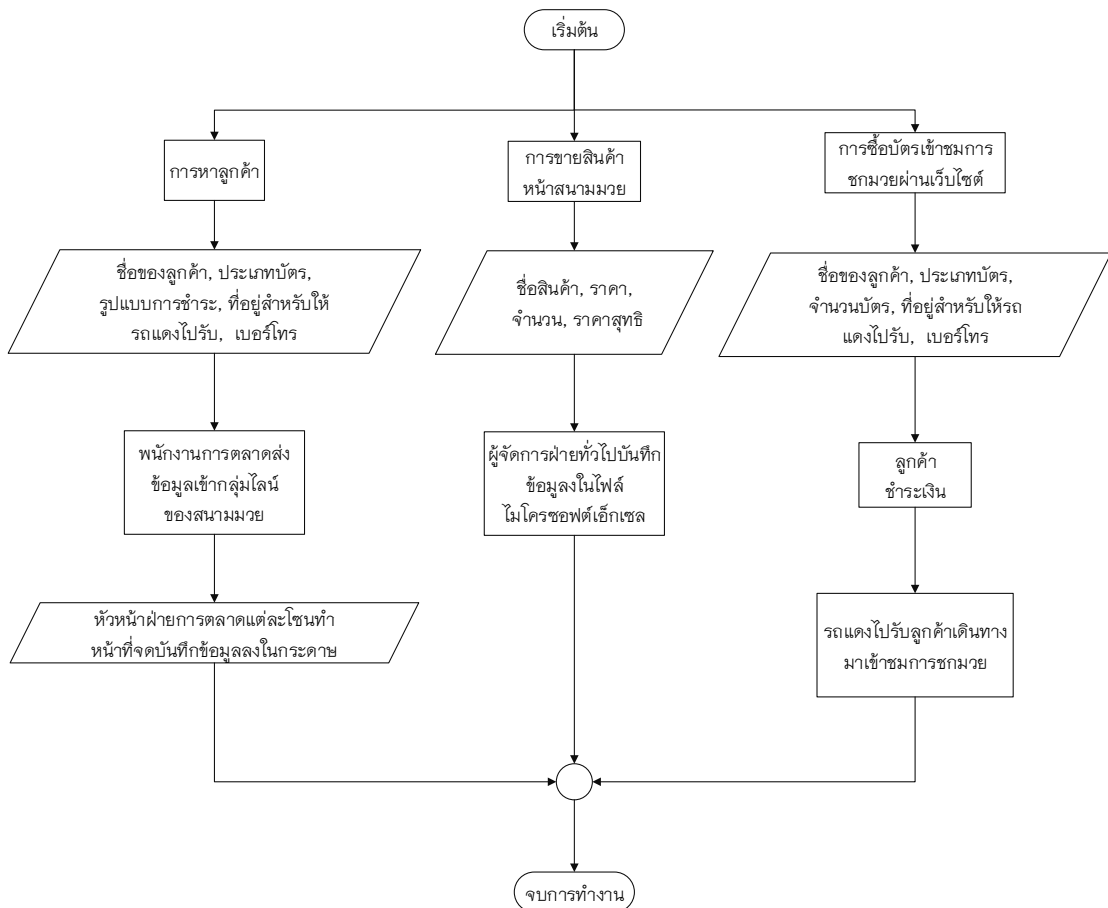 เริ่มต้น
การหาลูกค้า
ชื่อของลูกค้า, ประเภทบัตร,
รูปแบบการชำระ, ที่อยู่สำหรับให้
รถแดงไปรับ, เบอร์โทร
พนักงานการตลาดส่ง
ข้อมูลเข้ากลุ่มไลน์
ของสนามมวย
หัวหน้าฝ่ายการตลาดแต่ละโซนทำ
หน้าที่จดบันทึกข้อมูลลงในกระดาษ
การขายสินค้า
หน้าสนามมวย
ชื่อสินค้า, ราคา,
จำนวน, ราคาสุทธิ
ผู้จัดการฝ่ายทั่วไปบันทึก
ข้อมูลงในไฟล์
ไมโครซอฟต์เอ็กเซล
การซื้อบัตรเข้าชมการ
ชกมวยผ่านเว็บไซต์
ชื่อของลูกค้า, ประเภทบัตร,
จำนวนบัตร, ที่อยู่สำหรับให้รถ
แดงไปรับ, เบอร์โทร
ลูกค้า
ชำระเงิน
รถแดงไปรับลูกค้าเดินทาง
มาเข้าชมการชกมวย
จบการทำงาน